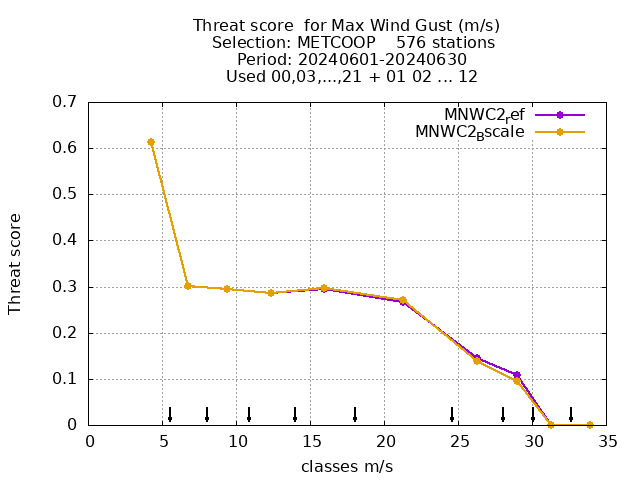 Threat score  for Max Wind Gust (m/s)
Selection: METCOOP    576 stations
Period: 20240601-20240630
Used 00,03,...,21 + 01 02 ... 12
MNWC2ref
MNWC2Bscale
0.7
0.6
0.5
0.4
0.3
0.2
0.1
0
Threat score
0 5 10 15 20 25 30 35
classes m/s